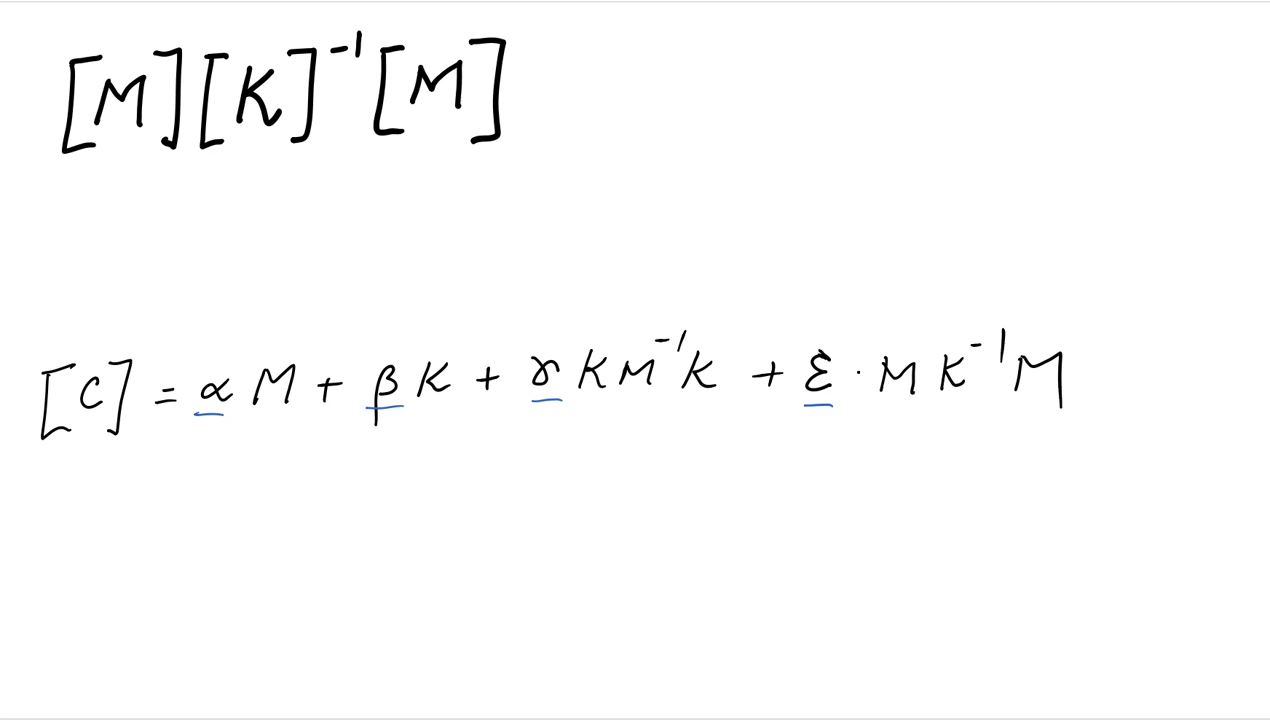 [M][K]⁻¹[M]
[C] = α M + β K + γ K M⁻¹ K + ε · M K⁻¹ M